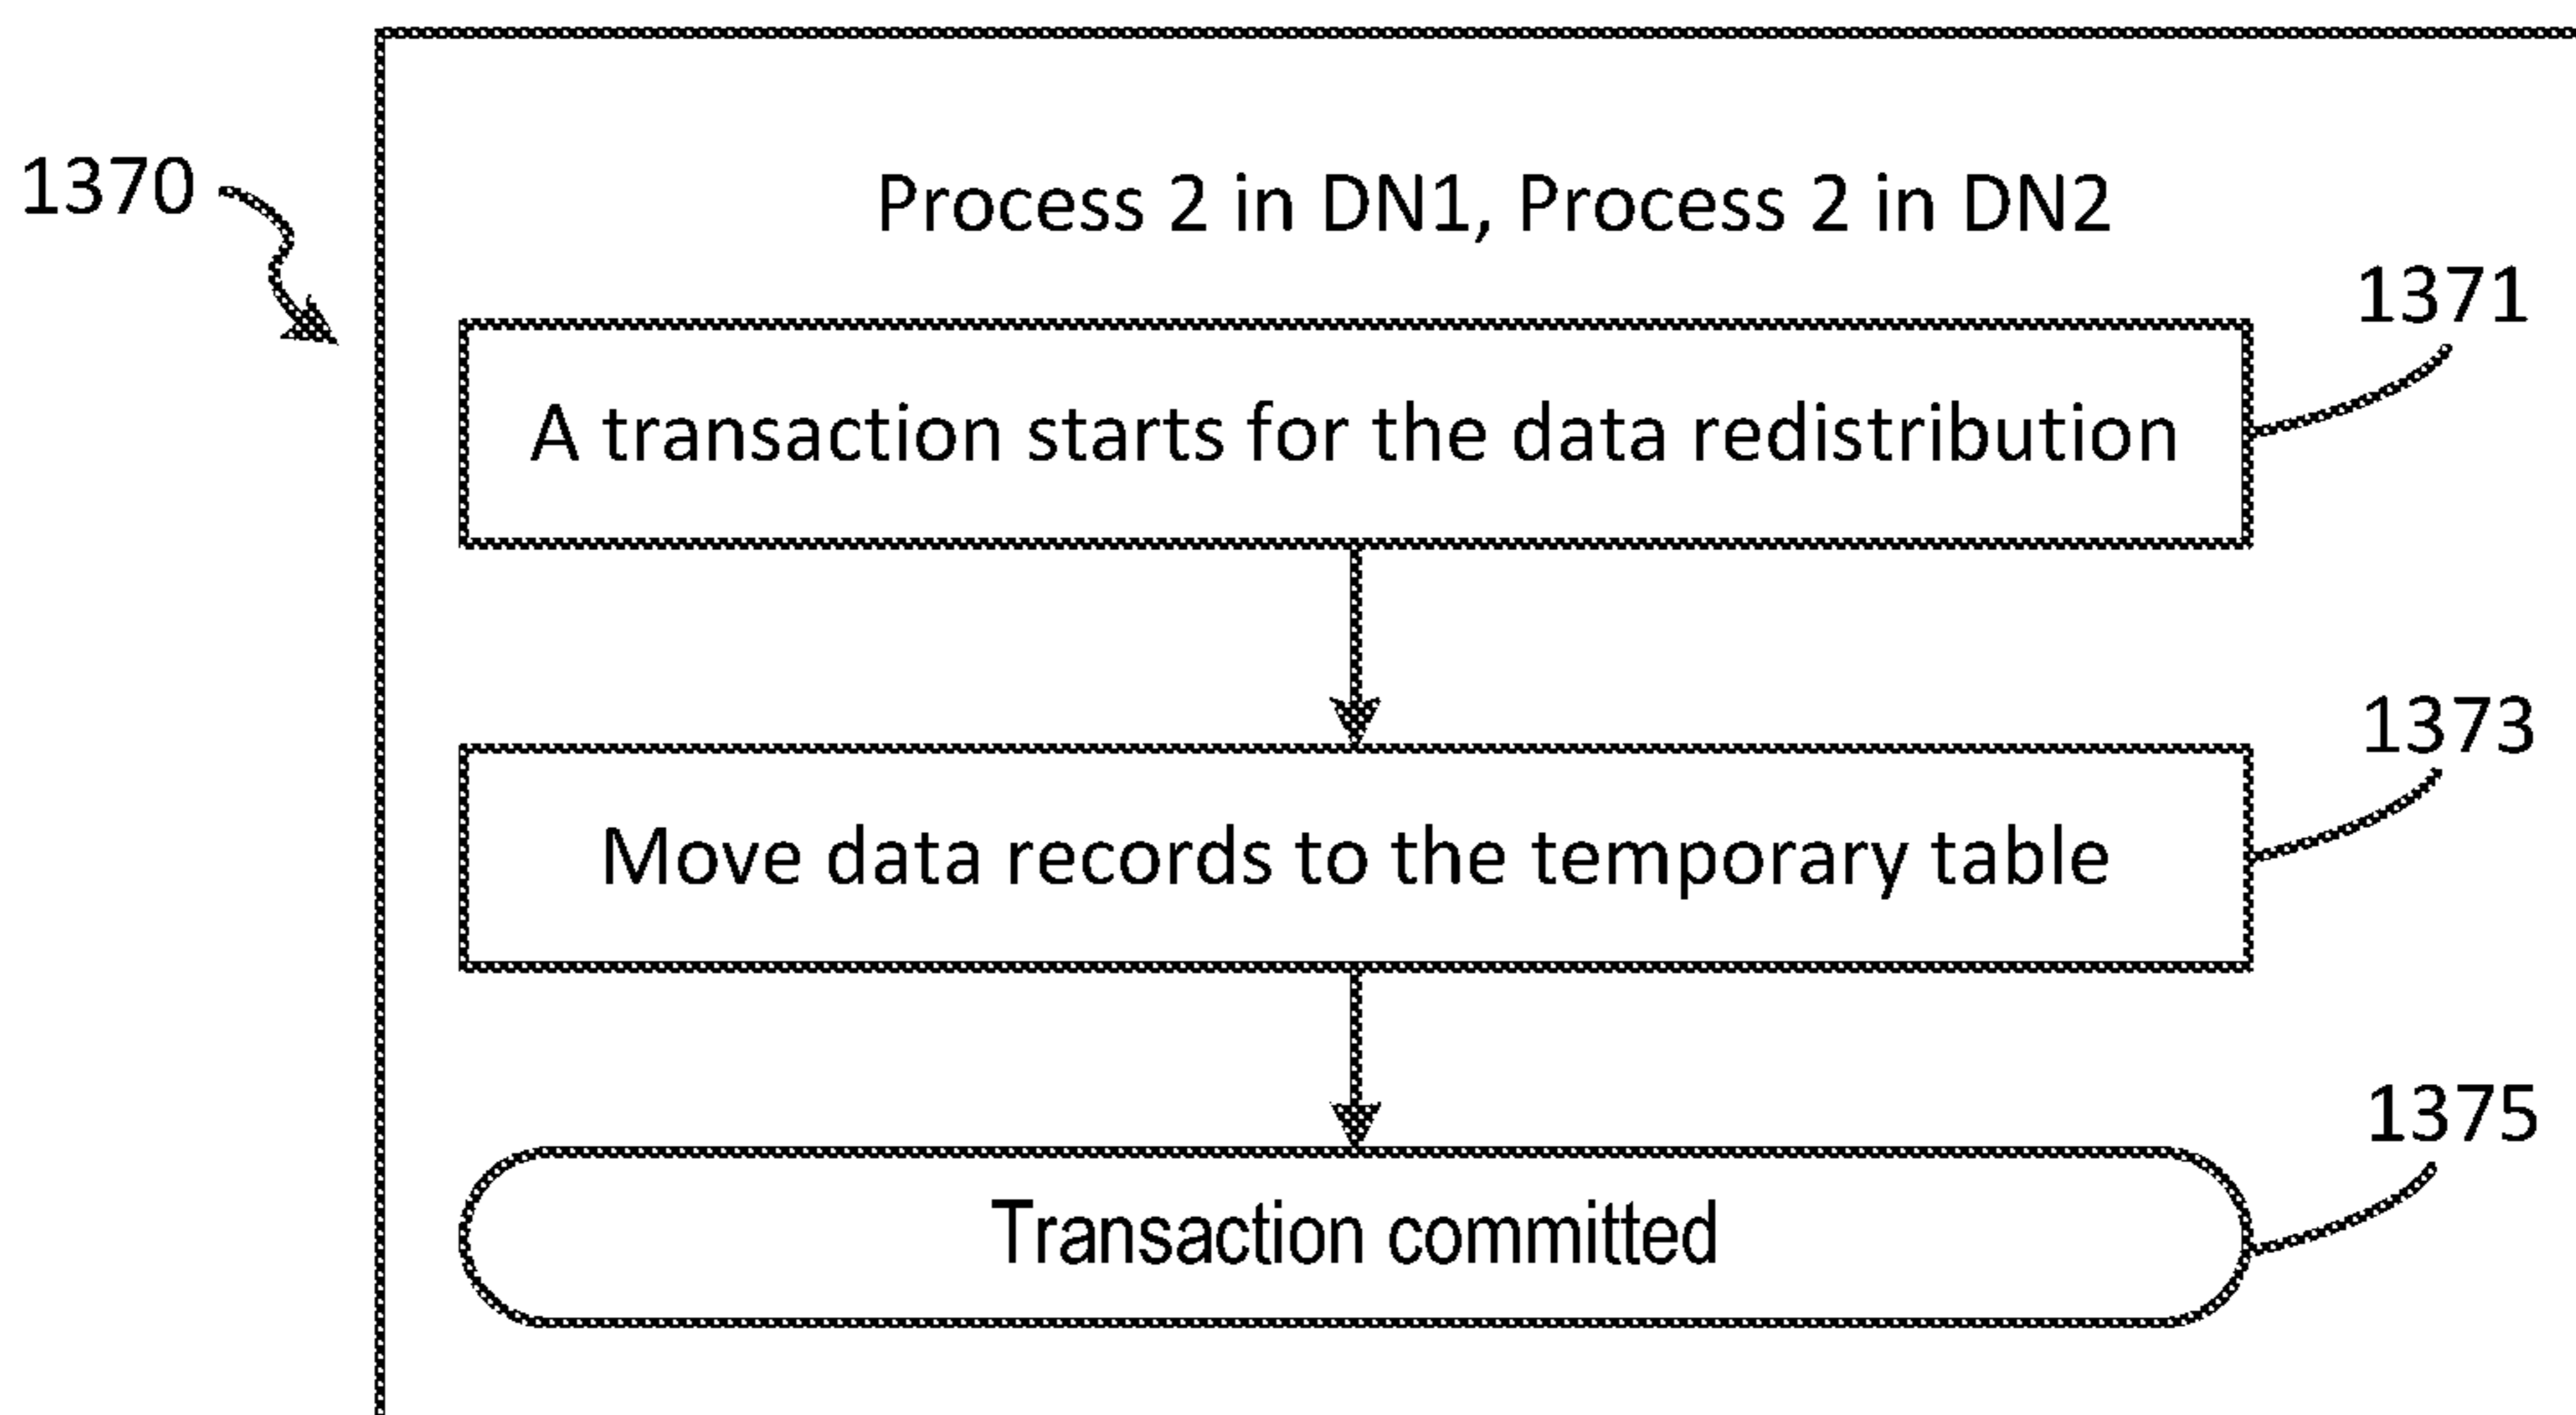 1370
Process 2 in DN1, Process 2 in DN2
1371
A transaction starts for the data redistribution
1373
Move data records to the temporary table
1375
Transaction committed